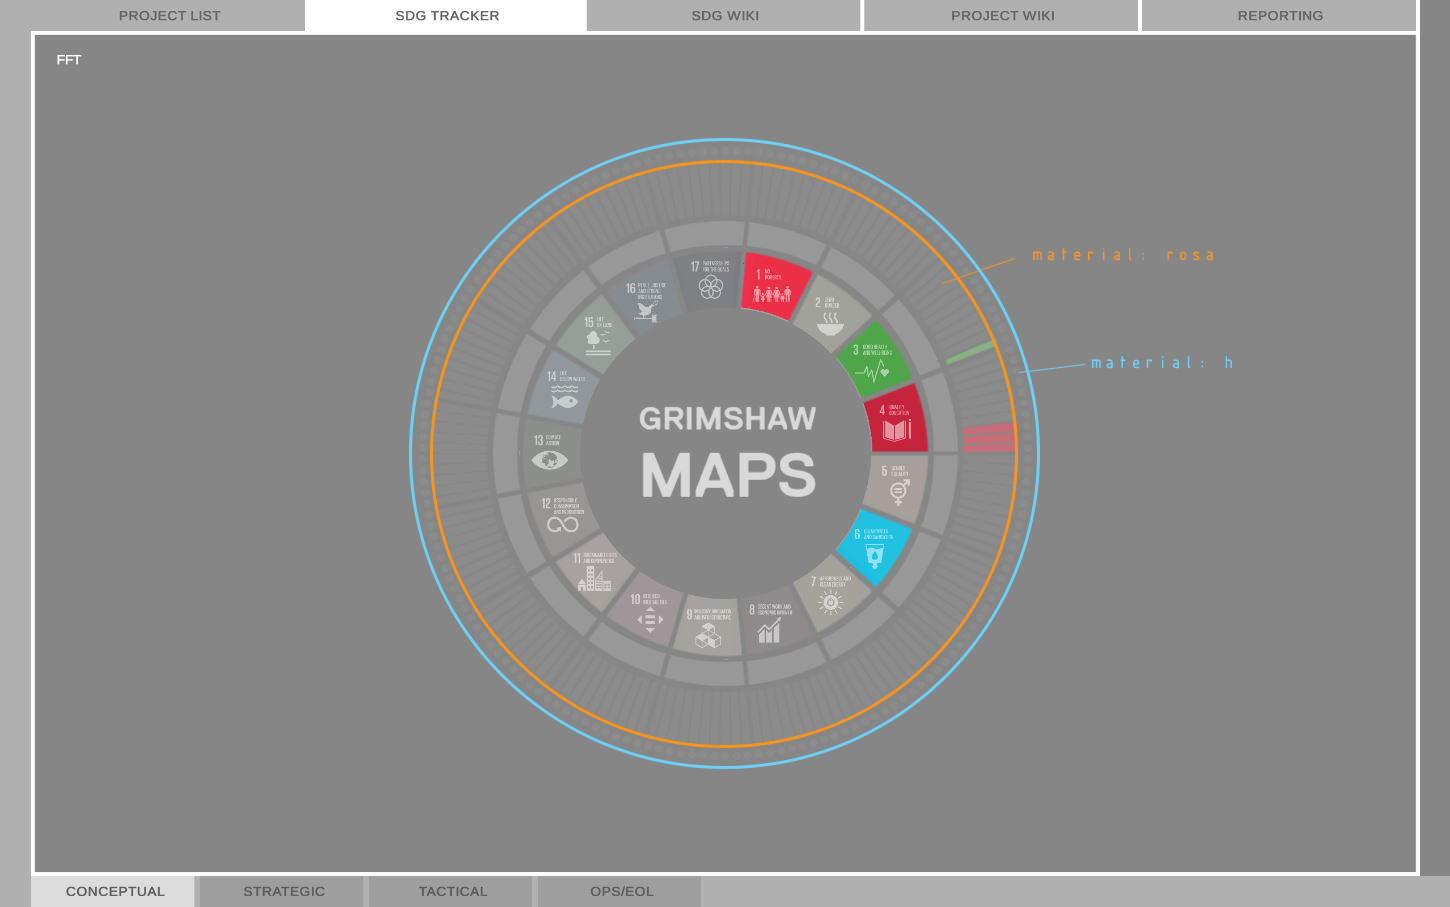 PROJECT LIST
SDG TRACKER
SDG WIKI
PROJECT WIKI
REPORTING
FFT
17 PARTNERSHIPS
FOR THE GOALS
1 NO
POVERTY
2 ZERO
HUNGER
3 GOOD HEALTH
AND WELL-BEING
4 QUALITY
EDUCATION
5 GENDER
EQUALITY
6 CLEAN WATER
AND SANITATION
7 AFFORDABLE AND
CLEAN ENERGY
8 DECENT WORK AND
ECONOMIC GROWTH
9 INDUSTRY, INNOVATION
AND INFRASTRUCTURE
10 REDUCED
INEQUALITIES
11 SUSTAINABLE CITIES
AND COMMUNITIES
12 RESPONSIBLE
CONSUMPTION
AND PRODUCTION
13 CLIMATE
ACTION
14 LIFE
BELOW WATER
15 LIFE
ON LAND
16 PEACE, JUSTICE
AND STRONG
INSTITUTIONS
GRIMSHAW
MAPS
material: rosa
material: h
CONCEPTUAL
STRATEGIC
TACTICAL
OPS/EOL